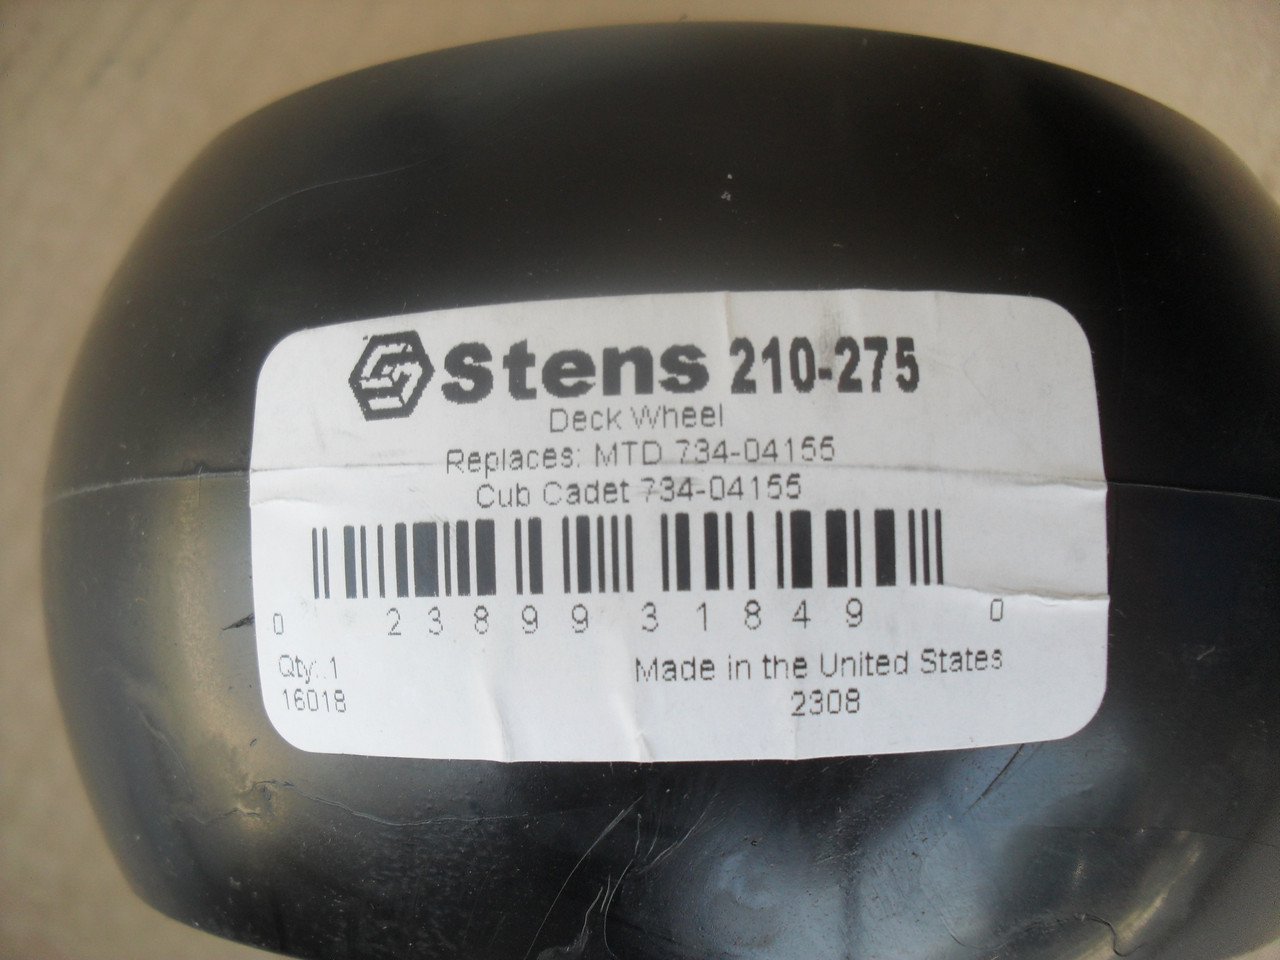 Stens 210-275
Deck Wheel
Replaces: MTD 734-04155
Cub Cadet 734-04155
0 23899 31849 0
Qty: 1 Made in the United States
16018 2308